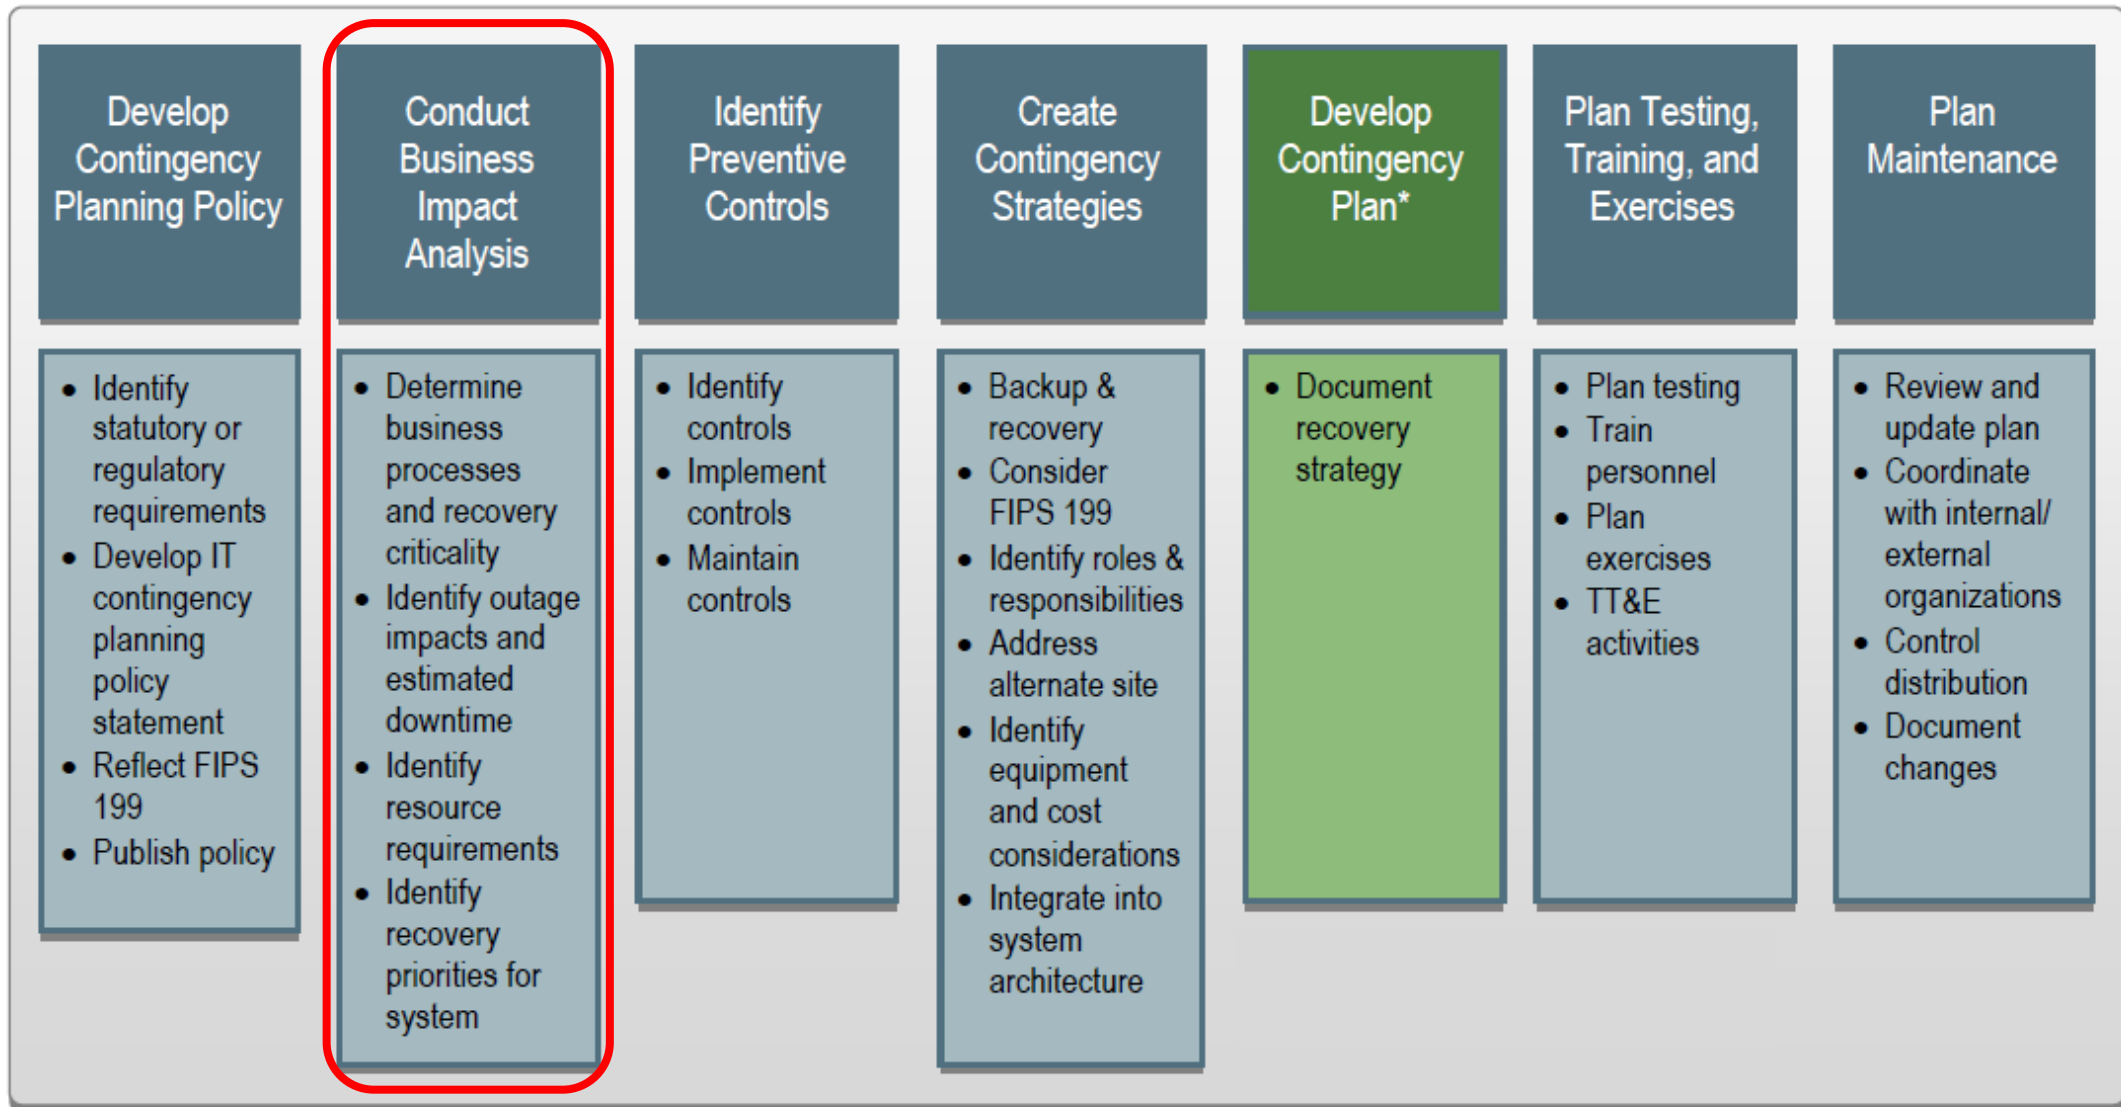 Develop
Contingency
Planning Policy
• Identify
statutory or
regulatory
requirements
• Develop IT
contingency
planning
policy
statement
• Reflect FIPS
199
• Publish policy
Conduct
Business
Impact
Analysis
• Determine
business
processes
and recovery
criticality
• Identify outage
impacts and
estimated
downtime
• Identify
resource
requirements
• Identify
recovery
priorities for
system
Identify
Preventive
Controls
• Identify
controls
• Implement
controls
• Maintain
controls
Create
Contingency
Strategies
• Backup &
recovery
• Consider
FIPS 199
• Identify roles &
responsibilities
• Address
alternate site
• Identify
equipment
and cost
considerations
• Integrate into
system
architecture
Develop
Contingency
Plan*
• Document
recovery
strategy
Plan Testing,
Training, and
Exercises
• Plan testing
• Train
personnel
• Plan
exercises
• TT&E
activities
Plan
Maintenance
• Review and
update plan
• Coordinate
with internal/
external
organizations
• Control
distribution
• Document
changes